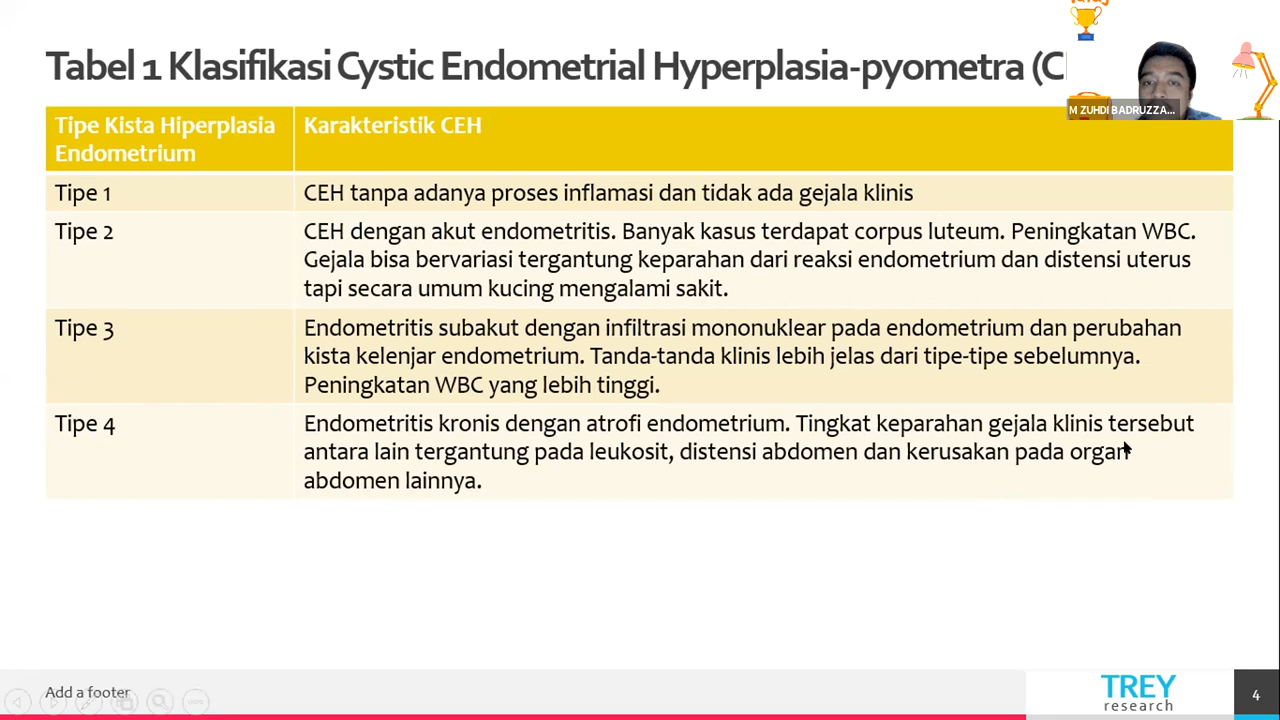 Tabel 1 Klasifikasi Cystic Endometrial Hyperplasia-pyometra (C
M ZUHDI BADRUZZA...
Tipe Kista Hiperplasia
Endometrium
Karakteristik CEH
Tipe 1
CEH tanpa adanya proses inflamasi dan tidak ada gejala klinis
Tipe 2
CEH dengan akut endometritis. Banyak kasus terdapat corpus luteum. Peningkatan WBC.
Gejala bisa bervariasi tergantung keparahan dari reaksi endometrium dan distensi uterus
tapi secara umum kucing mengalami sakit.
Tipe 3
Endometritis subakut dengan infiltrasi mononuklear pada endometrium dan perubahan
kista kelenjar endometrium. Tanda-tanda klinis lebih jelas dari tipe-tipe sebelumnya.
Peningkatan WBC yang lebih tinggi.
Tipe 4
Endometritis kronis dengan atrofi endometrium. Tingkat keparahan gejala klinis tersebut
antara lain tergantung pada leukosit, distensi abdomen dan kerusakan pada organ
abdomen lainnya.
Add a footer
TREY
research
4